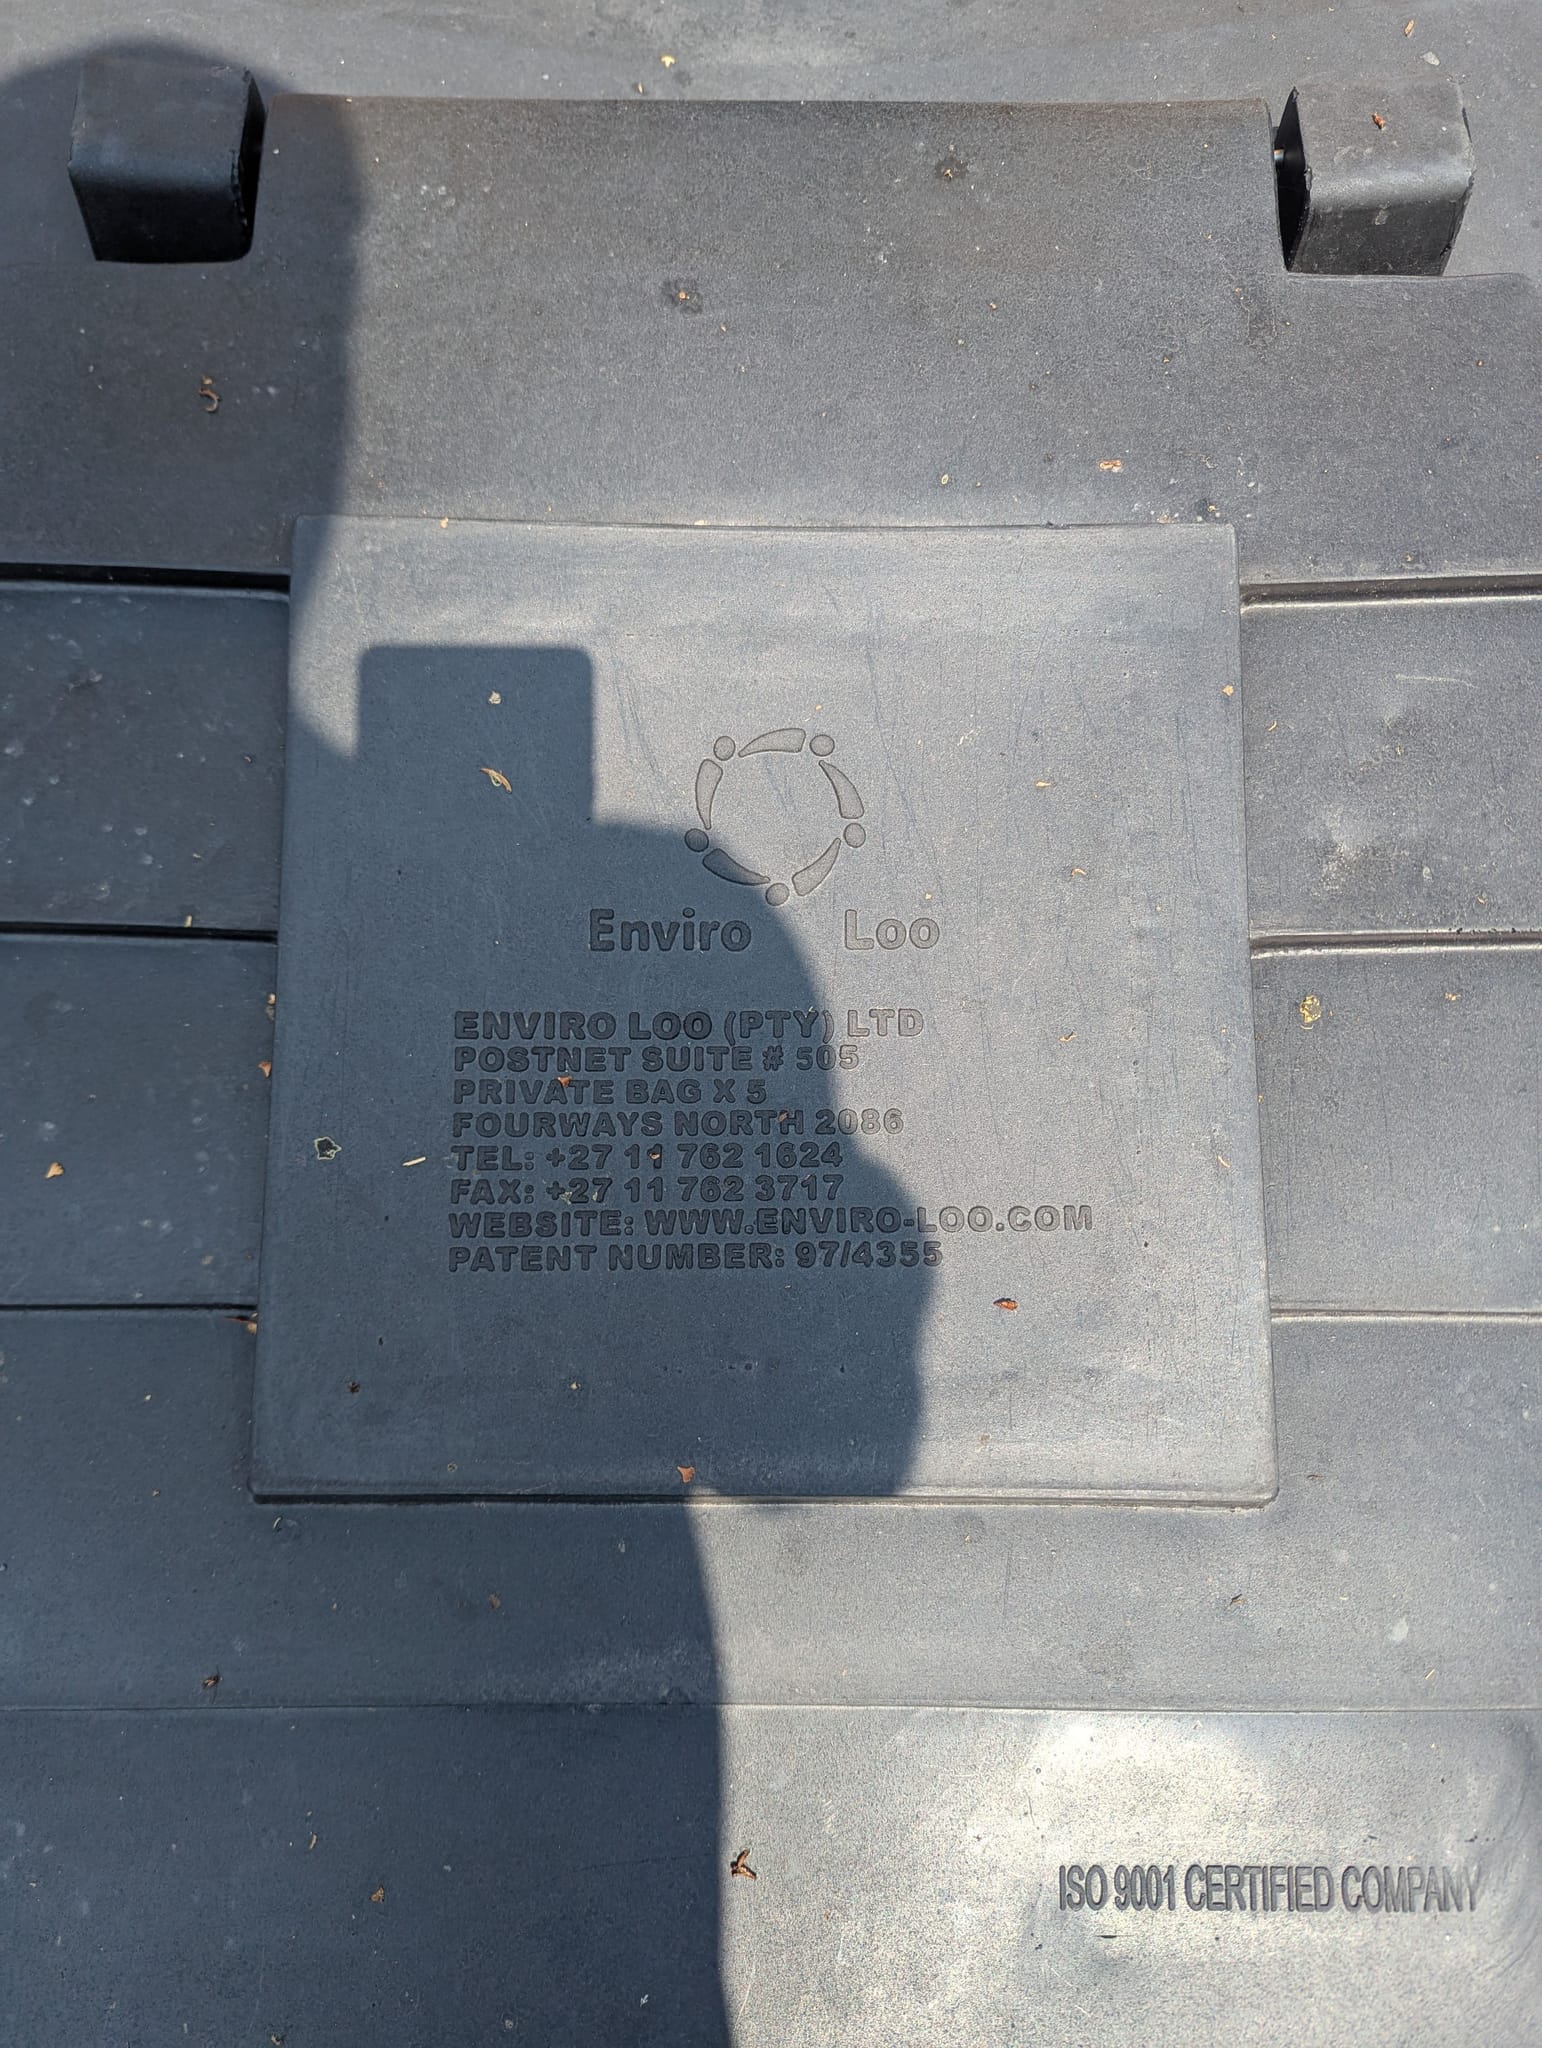 Enviro Loo
ENVIRO LOO (PTY) LTD
POSTNET SUITE # 505
PRIVATE BAG X 5
FOURWAYS NORTH 2086
TEL: +27 11 762 1624
FAX: +27 11 762 3717
WEBSITE: WWW.ENVIRO-LOO.COM
PATENT NUMBER: 97/4355
ISO 9001 CERTIFIED COMPANY